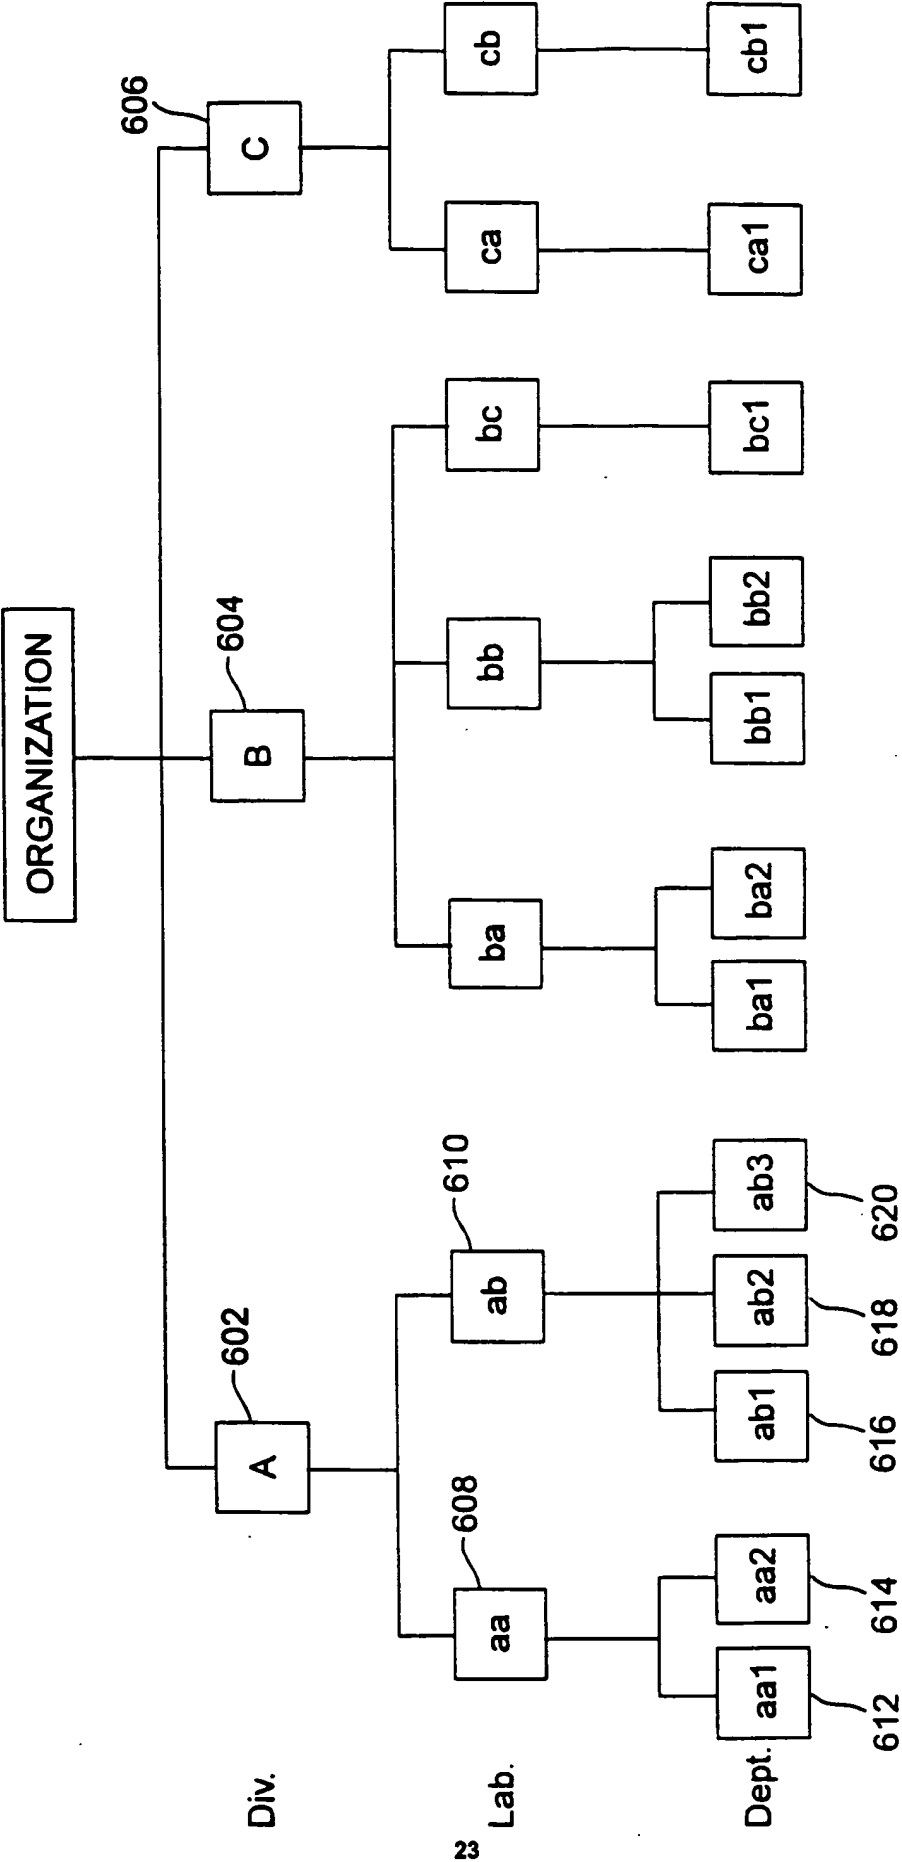 ORGANIZATION
Div.
602
A
604
B
606
C
Lab.
608
aa
610
ab
ba
bb
bc
ca
cb
Dept.
aa1
aa2
ab1
ab2
ab3
ba1
ba2
bb1
bb2
bc1
ca1
cb1
612
614
616
618
620
23